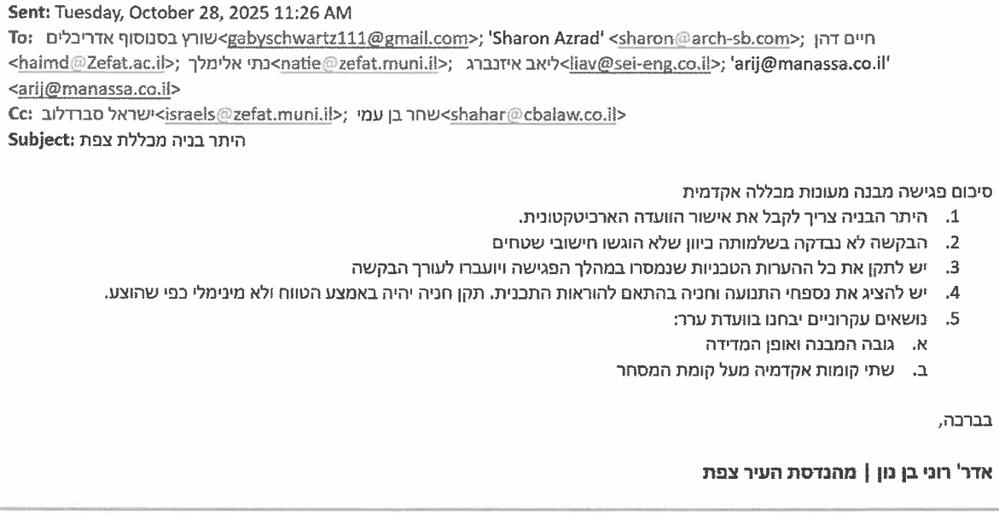 Sent: Tuesday, October 28, 2025 11:26 AM
To: שורץ בסנוסוף אדריבלים<gabyschwartz111@gmail.com>; 'Sharon Azrad' <sharon@arch-sb.com>; חיים דהן
<haimd@Zefat.ac.il>; נתי אלימלך<natie@zefat.muni.il>; ליאב איזנברג<liav@sei-eng.co.il>; 'arij@manassa.co.il'
<arij@manassa.co.il>
Cc: ישראל סברדלוב<israels@zefat.muni.il>; שחר בן עמי<shahar@cbalaw.co.il>
Subject: היתר בניה מכללת צפת
סיכום פגישה מבנה מעונות מכללה אקדמית
1. היתר הבניה צריך לקבל את אישור הוועדה הארכיטקטונית.
2. הבקשה לא נבדקה בשלמותה כיוון שלא הוגשו חישובי שטחים
3. יש לתקן את כל ההערות הטכניות שנמסרו במהלך הפגישה ויועברו לעורך הבקשה
4. יש להציג את נספחי התנועה וחניה בהתאם להוראות התכנית. תקן חניה יהיה באמצע הטווח ולא מינימלי כפי שהוצע.
5. נושאים עקרוניים יבחנו בוועדת ערר:
א. גובה המבנה ואופן המדידה
ב. שתי קומות אקדמיה מעל קומת המסחר
בברכה,
אדר' רוני בן נון | מהנדסת העיר צפת